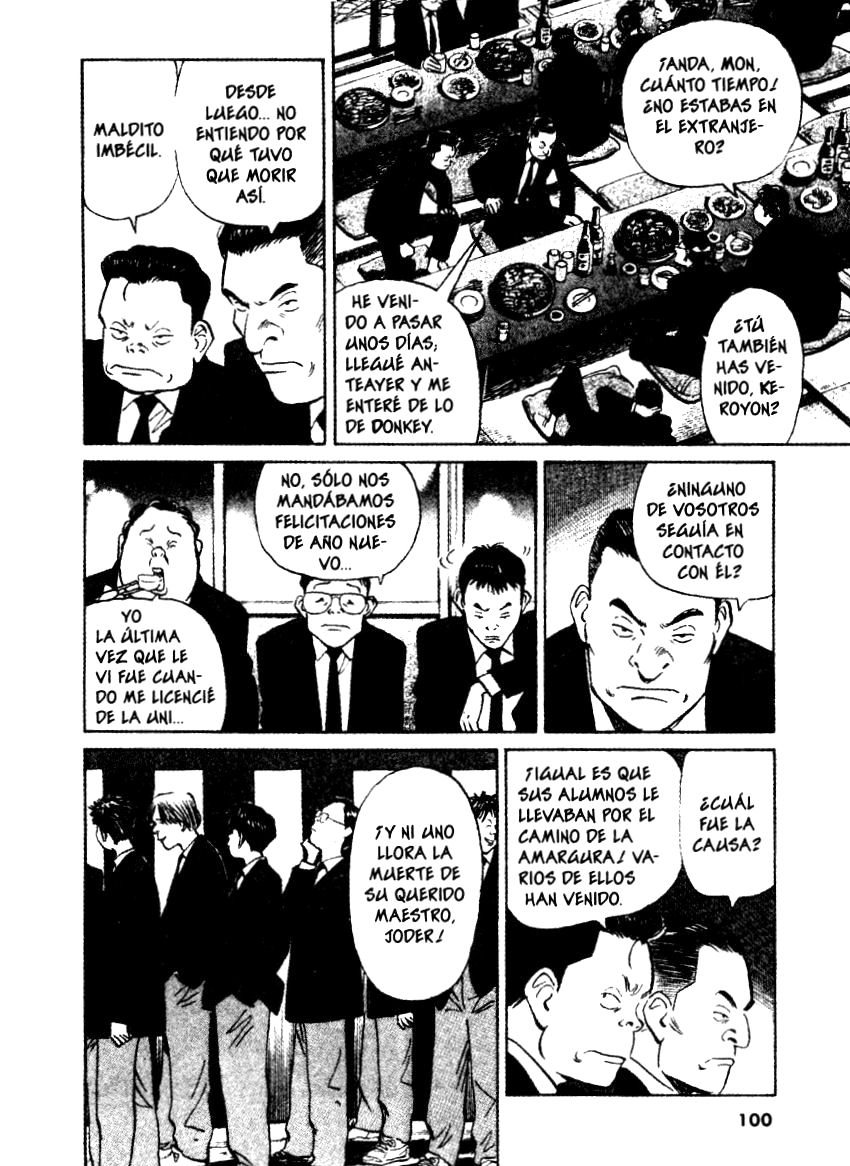 ¡ANDA, MON,
CUÁNTO TIEMPO!
¿NO ESTABAS EN
EL EXTRANJE-
RO?
HE VENI-
DO A PASAR
UNOS DÍAS;
LLEGUÉ AN-
TEAYER Y ME
ENTERÉ DE LO
DE DONKEY.
¿TÚ
TAMBIÉN
HAS VE-
NIDO, KE-
ROYON?
DESDE
LUEGO... NO
ENTIENDO POR
QUÉ TUVO
QUE MORIR
ASÍ.
MALDITO
IMBÉCIL.
¿NINGUNO
DE VOSOTROS
SEGUÍA EN
CONTACTO
CON ÉL?
NO, SÓLO NOS
MANDÁBAMOS
FELICITACIONES
DE AÑO NUE-
VO...
YO
LA ÚLTIMA
VEZ QUE LE
VI FUE CUAN-
DO ME LICENCIÉ
DE LA UNI...
¿CUÁL
FUE LA
CAUSA?
¡IGUAL ES QUE
SUS ALUMNOS LE
LLEVABAN POR EL
CAMINO DE LA
AMARGURA! VA-
RIOS DE ELLOS
HAN VENIDO.
¡Y NI UNO
LLORA LA
MUERTE DE
SU QUERIDO
MAESTRO,
JODER!
100